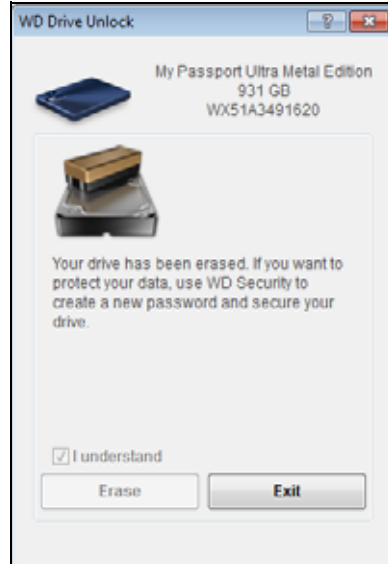 WD Drive Unlock
My Passport Ultra Metal Edition
931 GB
WX51A3491620
Your drive has been erased. If you want to
protect your data, use WD Security to
create a new password and secure your
drive.
I understand
Erase
Exit